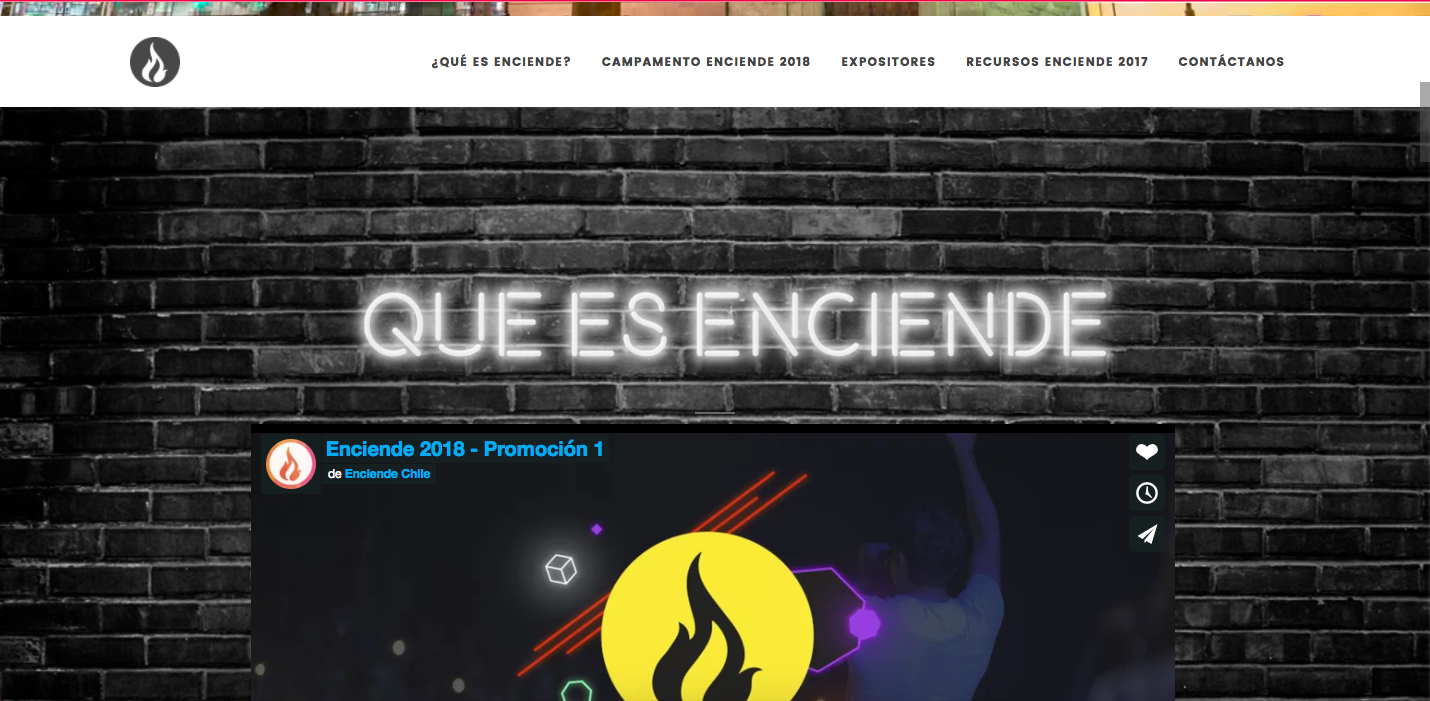 ¿QUÉ ES ENCIENDE? CAMPAMENTO ENCIENDE 2018 EXPOSITORES RECURSOS ENCIENDE 2017 CONTÁCTANOS
QUE ES ENCIENDE
Enciende 2018 - Promoción 1
de Enciende Chile